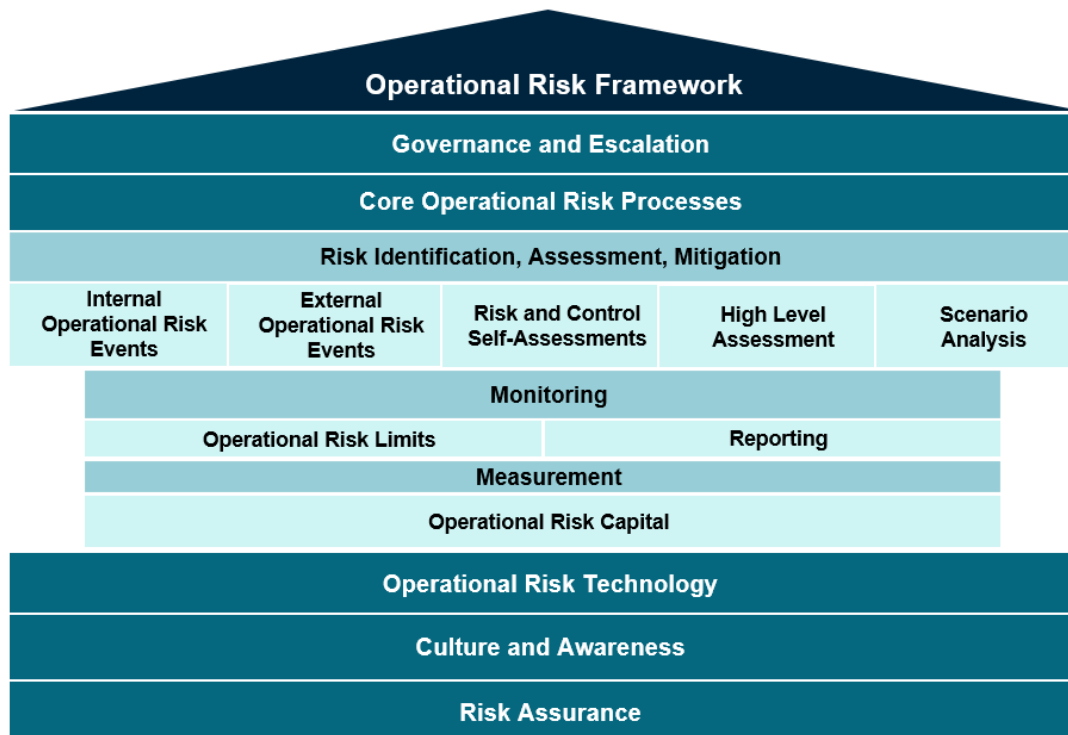 Operational Risk Framework
Governance and Escalation
Core Operational Risk Processes
Risk Identification, Assessment, Mitigation
Internal
Operational Risk
Events
External
Operational Risk
Events
Risk and Control
Self-Assessments
High Level
Assessment
Scenario
Analysis
Monitoring
Operational Risk Limits
Reporting
Measurement
Operational Risk Capital
Operational Risk Technology
Culture and Awareness
Risk Assurance